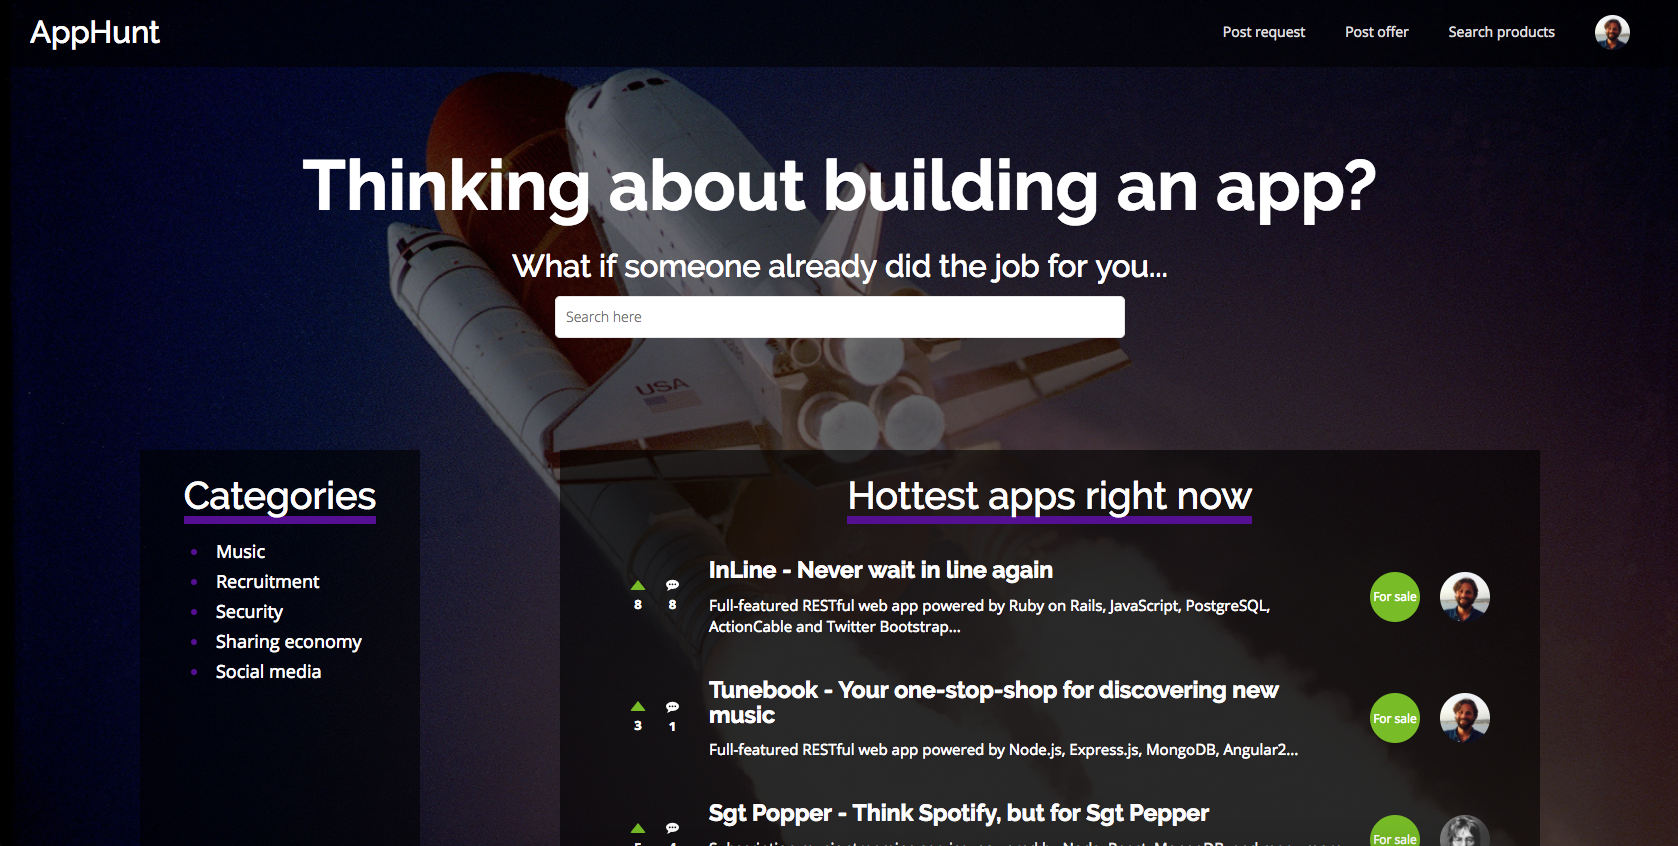 AppHunt
Post request
Post offer
Search products
Thinking about building an app?
What if someone already did the job for you...
Search here
USA
Categories
Music
Recruitment
Security
Sharing economy
Social media
Hottest apps right now
InLine - Never wait in line again
8
8
Full-featured RESTful web app powered by Ruby on Rails, JavaScript, PostgreSQL,
ActionCable and Twitter Bootstrap...
For sale
Tunebook - Your one-stop-shop for discovering new
music
3
1
Full-featured RESTful web app powered by Node.js, Express.js, MongoDB, Angular2...
For sale
Sgt Popper - Think Spotify, but for Sgt Pepper
For sale